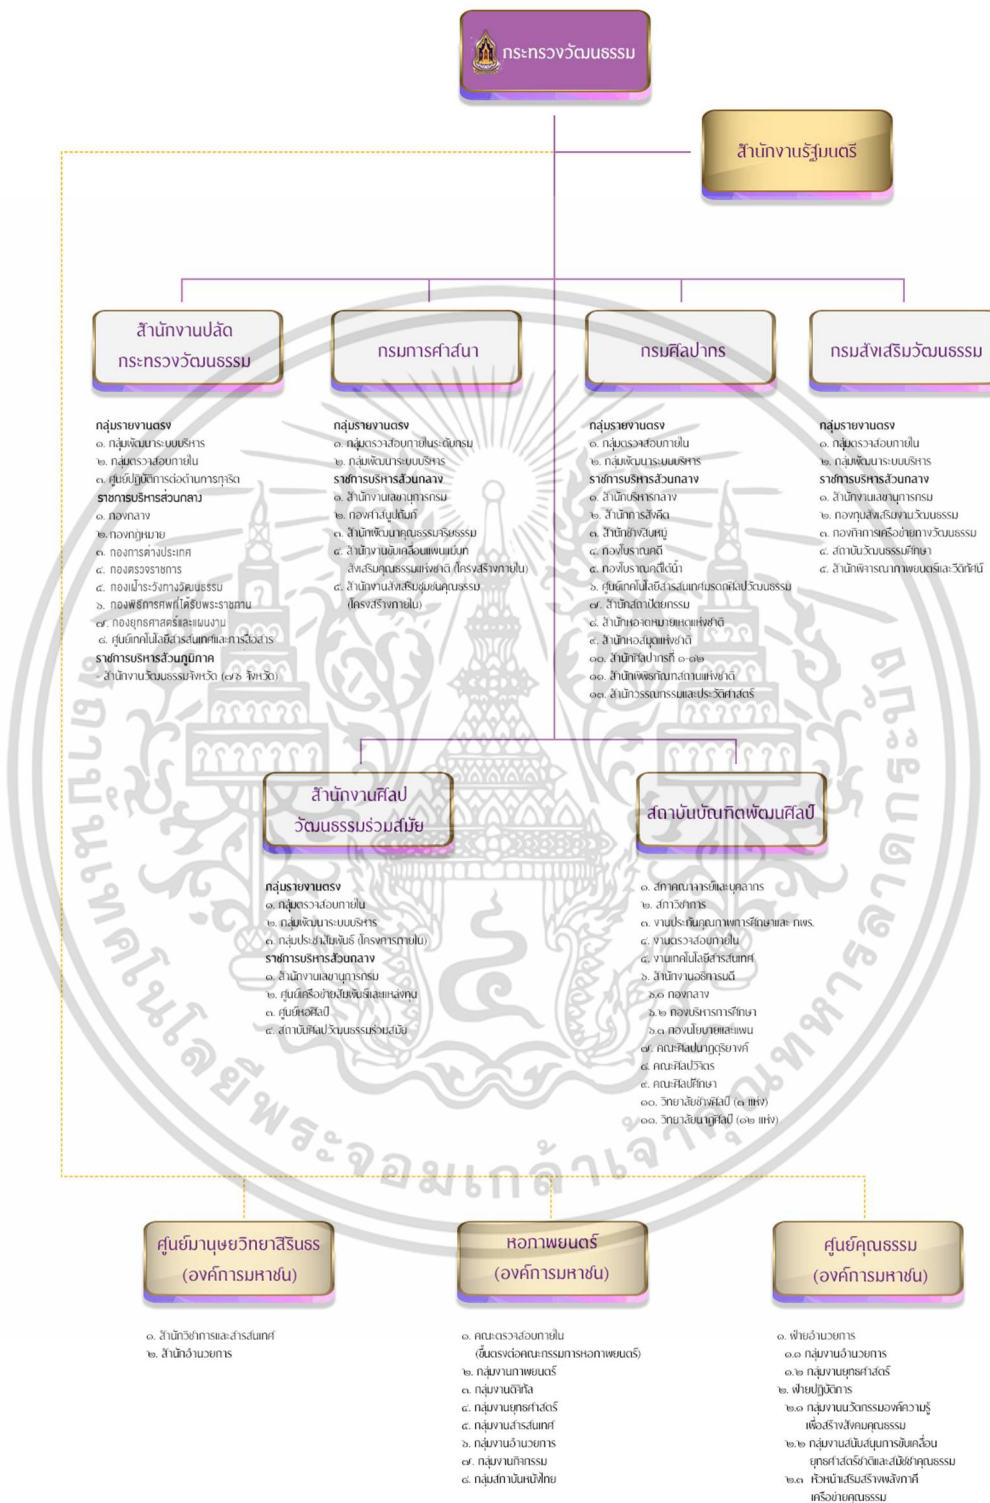 กระทรวงวัฒนธรรม
สำนักงานรัฐมนตรี
สำนักงานปลัด
กระทรวงวัฒนธรรม
กลุ่มรายงานตรง
๑. กลุ่มพัฒนาระบบบริหาร
๒. กลุ่มตรวจสอบภายใน
๓. ศูนย์ปฏิบัติการต่อต้านการทุจริต
ราชการบริหารส่วนกลาง
๑. กองกลาง
๒. กองกฎหมาย
๓. กองการต่างประเทศ
๔. กองตรวจราชการ
๕. กองเฝ้าระวังทางวัฒนธรรม
๖. กองพิธีการศพที่ได้รับพระราชทาน
๗. กองยุทธศาสตร์และแผนงาน
๘. ศูนย์เทคโนโลยีสารสนเทศและการสื่อสาร
ราชการบริหารส่วนภูมิภาค
- สำนักงานวัฒนธรรมจังหวัด (๗๖ จังหวัด)
กรมการศาสนา
กลุ่มรายงานตรง
๑. กลุ่มตรวจสอบภายในระดับกรม
๒. กลุ่มพัฒนาระบบบริหาร
ราชการบริหารส่วนกลาง
๑. สำนักงานเลขานุการกรม
๒. กองศาสนูปถัมภ์
๓. สำนักพัฒนาคุณธรรมจริยธรรม
๔. สำนักงานขับเคลื่อนแผนแม่บท
ส่งเสริมคุณธรรมแห่งชาติ (โครงสร้างภายใน)
๕. สำนักงานส่งเสริมชุมชนคุณธรรม
(โครงสร้างภายใน)
กรมศิลปากร
กลุ่มรายงานตรง
๑. กลุ่มตรวจสอบภายใน
๒. กลุ่มพัฒนาระบบบริหาร
ราชการบริหารส่วนกลาง
๑. สำนักบริหารกลาง
๒. สำนักการสังคีต
๓. สำนักช่างสิบหมู่
๔. กองโบราณคดี
๕. กองโบราณคดีใต้น้ำ
๖. ศูนย์เทคโนโลยีสารสนเทศมรดกศิลปวัฒนธรรม
๗. สำนักสถาปัตยกรรม
๘. สำนักหอจดหมายเหตุแห่งชาติ
๙. สำนักหอสมุดแห่งชาติ
๑๐. สำนักศิลปากรที่ ๑-๑๒
๑๑. สำนักพิพิธภัณฑสถานแห่งชาติ
๑๓. สำนักวรรณกรรมและประวัติศาสตร์
กรมส่งเสริมวัฒนธรรม
กลุ่มรายงานตรง
๑. กลุ่มตรวจสอบภายใน
๒. กลุ่มพัฒนาระบบบริหาร
ราชการบริหารส่วนกลาง
๑. สำนักงานเลขานุการกรม
๒. กองทุนส่งเสริมงานวัฒนธรรม
๓. กองกิจการเครือข่ายทางวัฒนธรรม
๔. สถาบันวัฒนธรรมศึกษา
๕. สำนักพิจารณาภาพยนตร์และวีดิทัศน์
สำนักงานศิลป
วัฒนธรรมร่วมสมัย
กลุ่มรายงานตรง
๑. กลุ่มตรวจสอบภายใน
๒. กลุ่มพัฒนาระบบบริหาร
๓. กลุ่มประชาสัมพันธ์ (โครงการภายใน)
ราชการบริหารส่วนกลาง
๑. สำนักงานเลขานุการกรม
๒. ศูนย์เครือข่ายสัมพันธ์และแหล่งทุน
๓. ศูนย์หอศิลป์
๔. สถาบันศิลปวัฒนธรรมร่วมสมัย
สถาบันบัณฑิตพัฒนศิลป์
๑. สภาคณาจารย์และบุคลากร
๒. สภาวิชาการ
๓. งานประกันคุณภาพการศึกษาและ กพร.
๔. งานตรวจสอบภายใน
๕. งานเทคโนโลยีสารสนเทศ
๖. สำนักงานอธิการบดี
๖.๑ กองกลาง
๖.๒ กองบริหารการศึกษา
๖.๓ กองนโยบายและแผน
๗. คณะศิลปนาฏดุริยางค์
๘. คณะศิลปวิจิตร
๙. คณะศิลปศึกษา
๑๐. วิทยาลัยช่างศิลป์ (๓ แห่ง)
๑๑. วิทยาลัยนาฏศิลป์ (๑๒ แห่ง)
สถาบันเทคโนโลยีพระจอมเกล้าเจ้าคุณทหารลาดกระบัง
ศูนย์มานุษยวิทยาสิรินธร
(องค์การมหาชน)
๑. สำนักวิชาการและสารสนเทศ
๒. สำนักอำนวยการ
หอภาพยนตร์
(องค์การมหาชน)
๑. คณะตรวจสอบภายใน
(ขึ้นตรงต่อคณะกรรมการหอภาพยนตร์)
๒. กลุ่มงานภาพยนตร์
๓. กลุ่มงานดิจิทัล
๔. กลุ่มงานยุทธศาสตร์
๕. กลุ่มงานสารสนเทศ
๖. กลุ่มงานอำนวยการ
๗. กลุ่มงานกิจกรรม
๘. กลุ่มสถาบันหนังไทย
ศูนย์คุณธรรม
(องค์การมหาชน)
๑. ฝ่ายอำนวยการ
๑.๑ กลุ่มงานอำนวยการ
๑.๒ กลุ่มงานยุทธศาสตร์
๒. ฝ่ายปฏิบัติการ
๒.๑ กลุ่มงานนวัตกรรมองค์ความรู้
เพื่อสร้างสังคมคุณธรรม
๒.๒ กลุ่มงานสนับสนุนการขับเคลื่อน
ยุทธศาสตร์ชาติและสมัชชาคุณธรรม
๒.๓ หัวหน้าเสริมสร้างพลังภาคี
เครือข่ายคุณธรรม